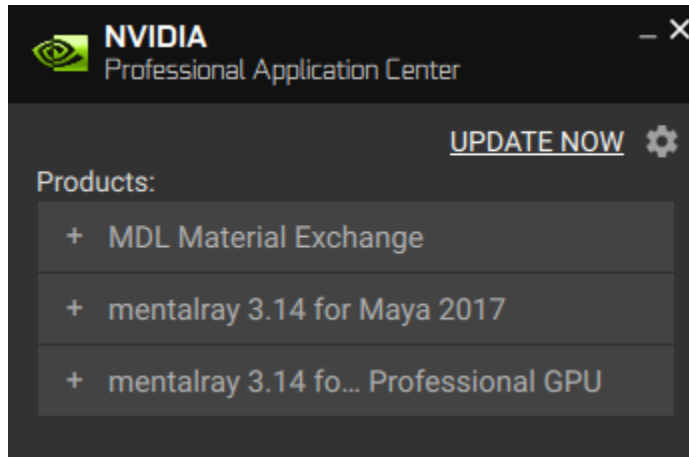 NVIDIA
Professional Application Center
UPDATE NOW
Products:
+ MDL Material Exchange
+ mentalray 3.14 for Maya 2017
+ mentalray 3.14 fo... Professional GPU